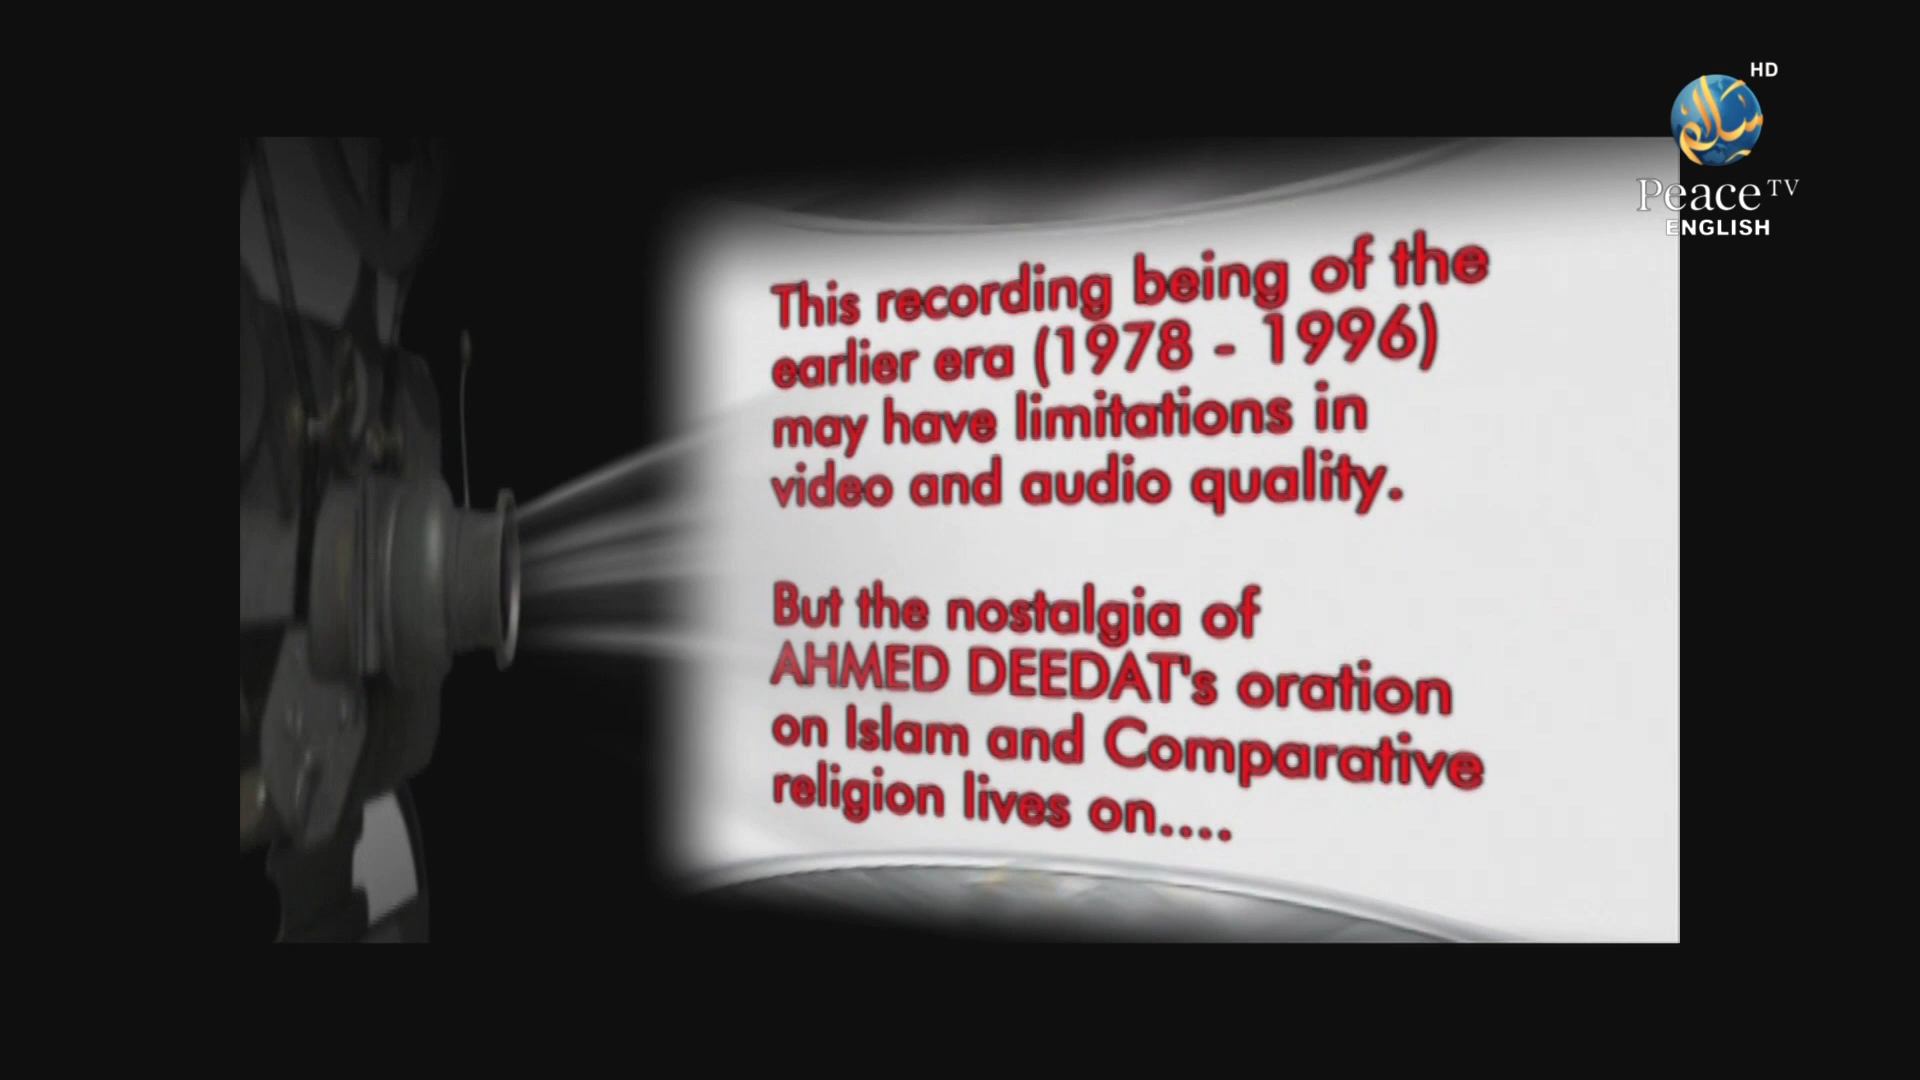 HD
سلام
Peace TV
ENGLISH
This recording being of the
earlier era (1978 - 1996)
may have limitations in
video and audio quality.
But the nostalgia of
AHMED DEEDAT's oration
on Islam and Comparative
religion lives on....